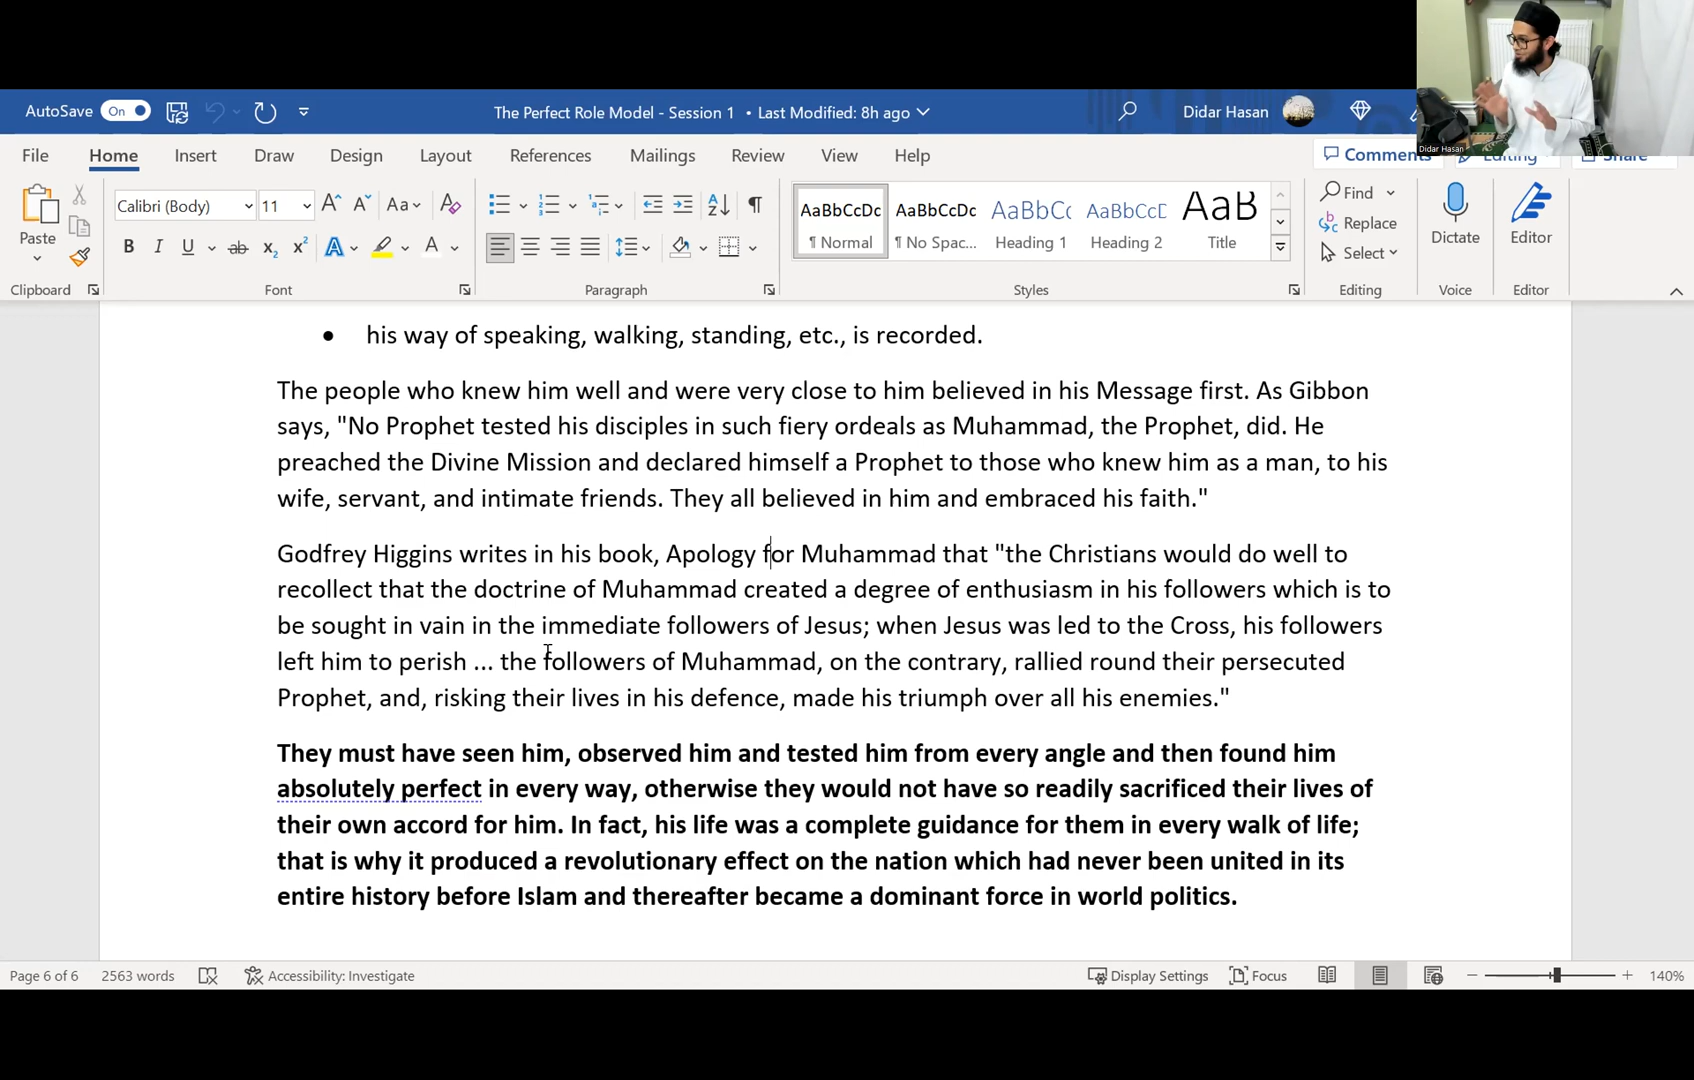 AutoSave On
The Perfect Role Model - Session 1 • Last Modified: 8h ago
Didar Hasan
Didar Hasan
File Home Insert Draw Design Layout References Mailings Review View Help
Comments Editing Share
Paste
Calibri (Body) 11
Aa
AaBbCcDc AaBbCcDc AaBbC AaBbCcD AaB
¶ Normal ¶ No Spac... Heading 1 Heading 2 Title
Find
Replace
Select
Dictate
Editor
Clipboard Font Paragraph Styles Editing Voice Editor
• his way of speaking, walking, standing, etc., is recorded.
The people who knew him well and were very close to him believed in his Message first. As Gibbon
says, "No Prophet tested his disciples in such fiery ordeals as Muhammad, the Prophet, did. He
preached the Divine Mission and declared himself a Prophet to those who knew him as a man, to his
wife, servant, and intimate friends. They all believed in him and embraced his faith."
Godfrey Higgins writes in his book, Apology for Muhammad that "the Christians would do well to
recollect that the doctrine of Muhammad created a degree of enthusiasm in his followers which is to
be sought in vain in the immediate followers of Jesus; when Jesus was led to the Cross, his followers
left him to perish ... the followers of Muhammad, on the contrary, rallied round their persecuted
Prophet, and, risking their lives in his defence, made his triumph over all his enemies."
They must have seen him, observed him and tested him from every angle and then found him
absolutely perfect in every way, otherwise they would not have so readily sacrificed their lives of
their own accord for him. In fact, his life was a complete guidance for them in every walk of life;
that is why it produced a revolutionary effect on the nation which had never been united in its
entire history before Islam and thereafter became a dominant force in world politics.
Page 6 of 6 2563 words Accessibility: Investigate Display Settings Focus 140%